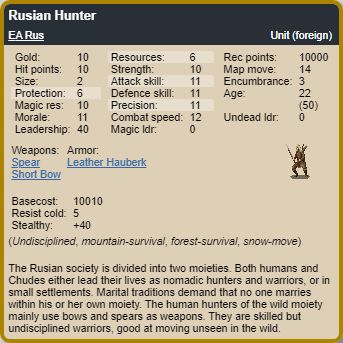 Rusian Hunter
EA Rus Unit (foreign)
Gold: 10 Resources: 6 Rec points: 10000
Hit points: 10 Strength: 10 Map move: 14
Size: 2 Attack skill: 11 Encumbrance: 3
Protection: 6 Defence skill: 11 Age: 22
Magic res: 10 Precision: 11 (50)
Morale: 11 Combat speed: 12 Undead ldr: 0
Leadership: 40 Magic ldr: 0
Weapons: Armor:
Spear Leather Hauberk
Short Bow
Basecost: 10010
Resist cold: 5
Stealthy: +40
(Undisciplined, mountain-survival, forest-survival, snow-move)
The Rusian society is divided into two moieties. Both humans and
Chudes either lead their lives as nomadic hunters and warriors, or in
small settlements. Marital traditions demand that no one marries
within his or her own moiety. The human hunters of the wild moiety
mainly use bows and spears as weapons. They are skilled but
undisciplined warriors, good at moving unseen in the wild.